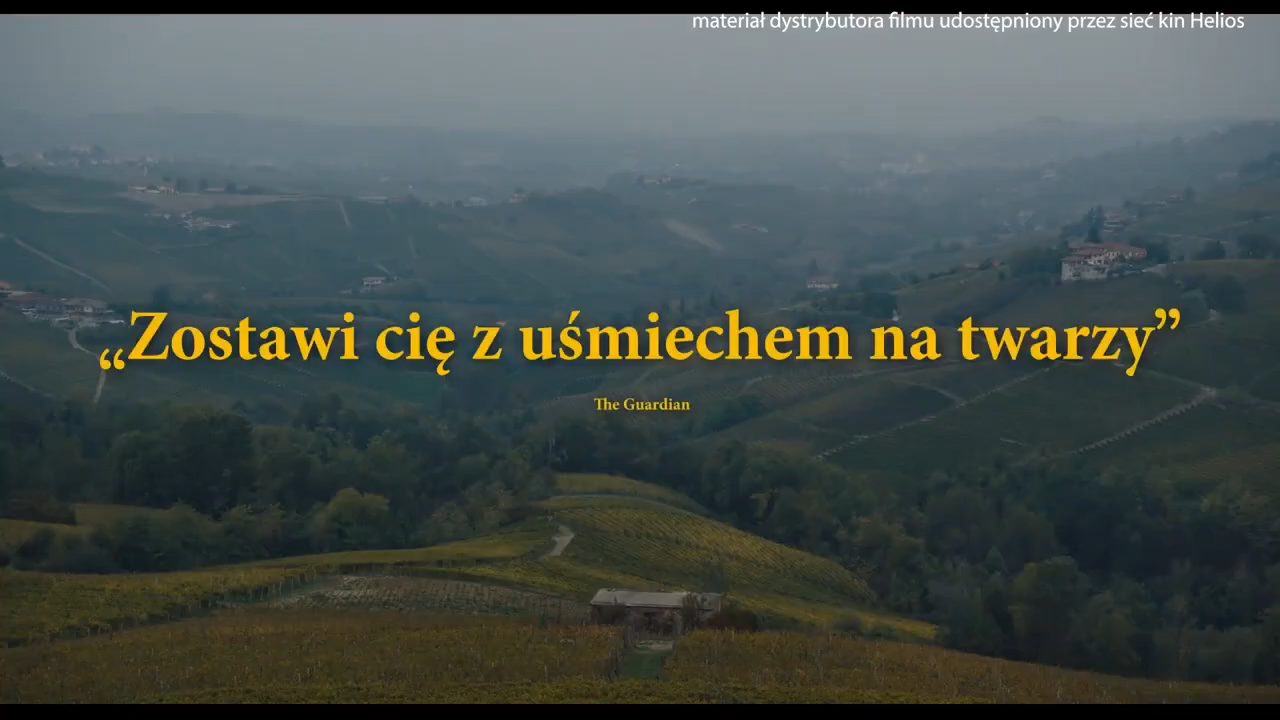 materiał dystrybutora filmu udostępniony przez sieć kin Helios
„Zostawi cię z uśmiechem na twarzy”
The Guardian